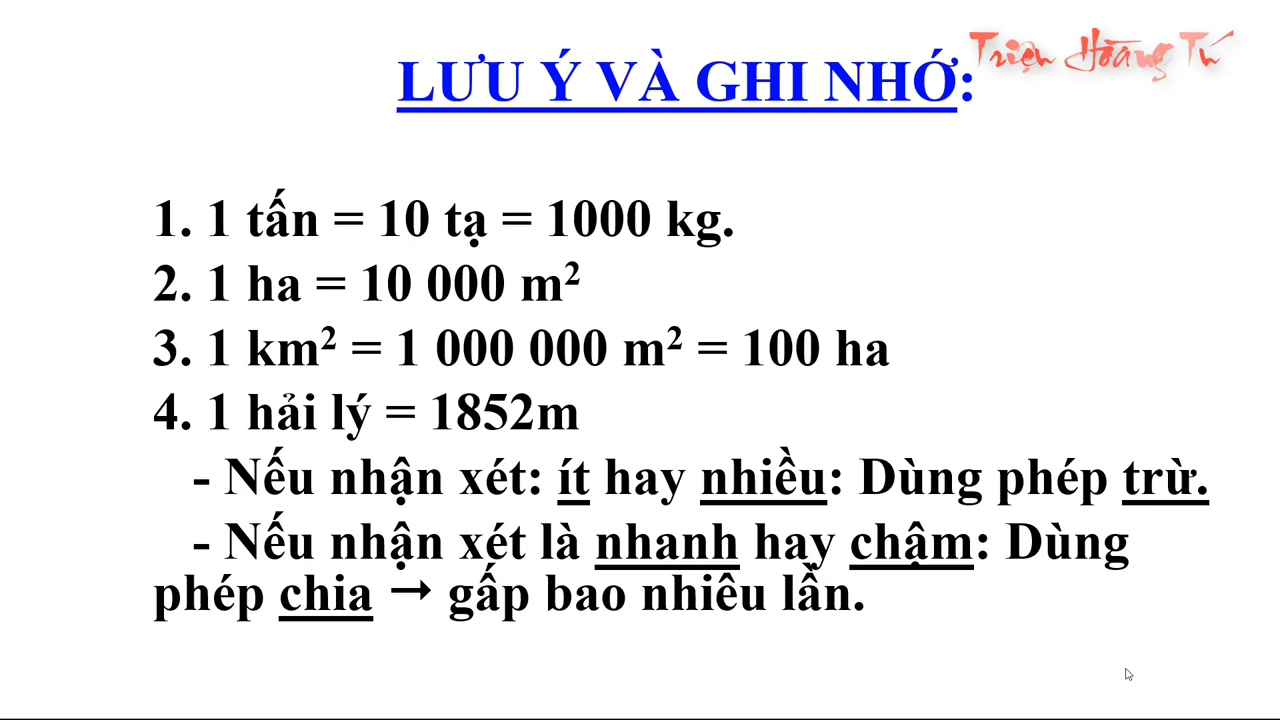 Triệu Hoàng Tú
LƯU Ý VÀ GHI NHỚ:
1. 1 tấn = 10 tạ = 1000 kg.
2. 1 ha = 10 000 m²
3. 1 km² = 1 000 000 m² = 100 ha
4. 1 hải lý = 1852m
- Nếu nhận xét: ít hay nhiều: Dùng phép trừ.
- Nếu nhận xét là nhanh hay chậm: Dùng
phép chia → gấp bao nhiêu lần.